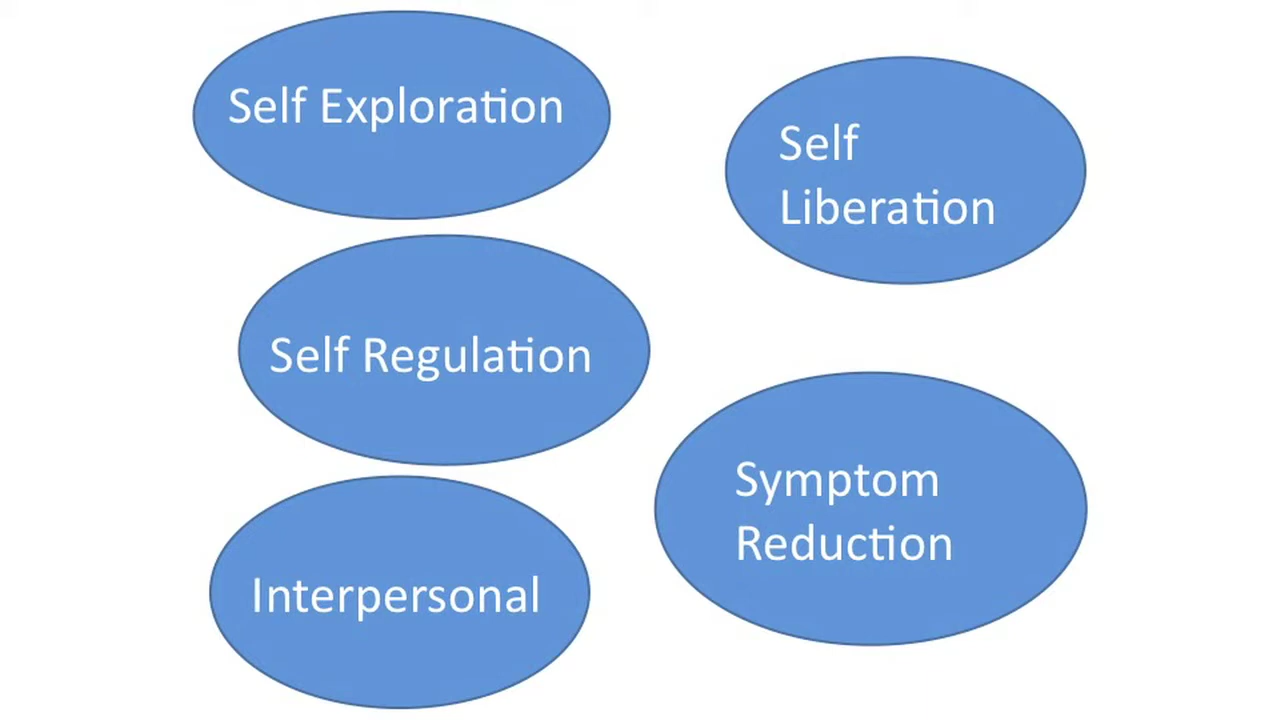 Self Exploration
Self Regulation
Interpersonal
Self
Liberation
Symptom
Reduction